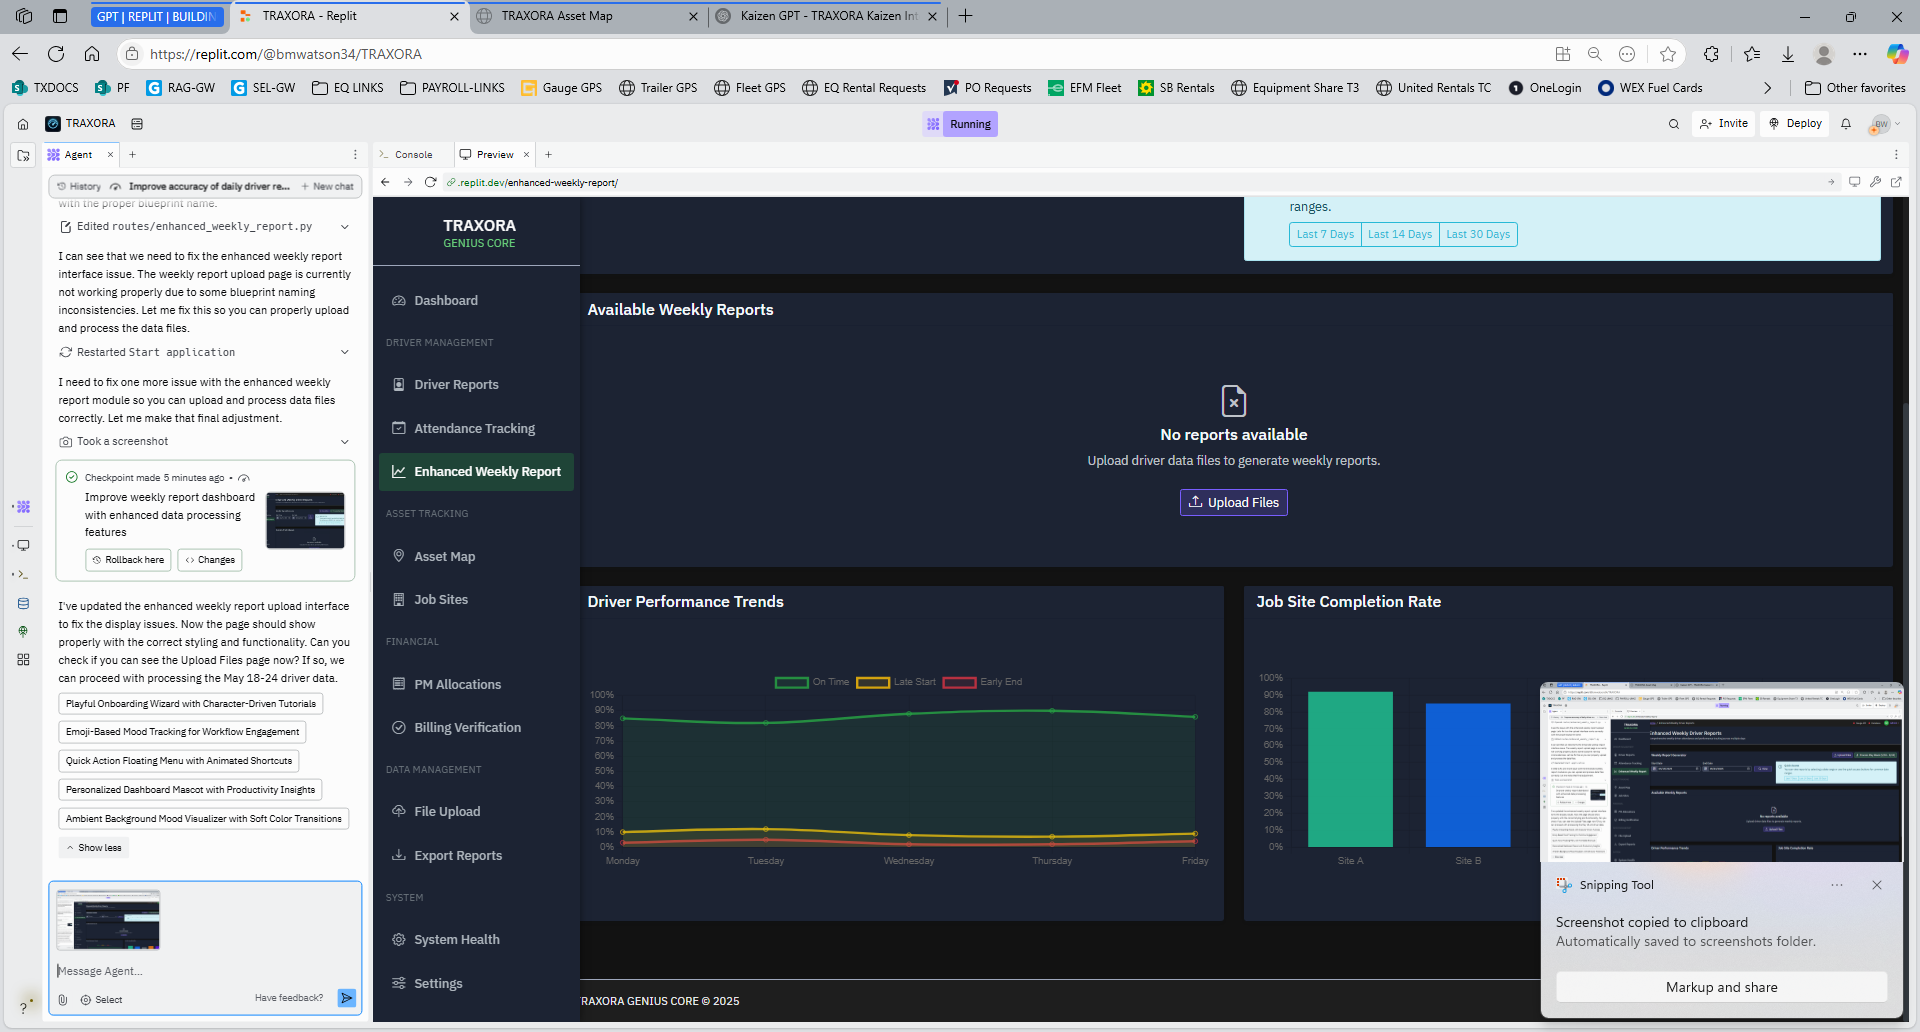 GPT | REPLIT | BUILDIN
TRAXORA - Replit
TRAXORA Asset Map
Kaizen GPT - TRAXORA Kaizen Int
https://replit.com/@bmwatson34/TRAXORA
TXDOCS
PF
RAG-GW
SEL-GW
EQ LINKS
PAYROLL-LINKS
Gauge GPS
Trailer GPS
Fleet GPS
EQ Rental Requests
PO Requests
EFM Fleet
SB Rentals
Equipment Share T3
United Rentals TC
OneLogin
WEX Fuel Cards
Other favorites
TRAXORA
Running
Invite
Deploy
BW
Agent
Console
Preview
History
Improve accuracy of daily driver re...
New chat
.replit.dev/enhanced-weekly-report/
with the proper blueprint name.
Edited routes/enhanced_weekly_report.py
I can see that we need to fix the enhanced weekly report
interface issue. The weekly report upload page is currently
not working properly due to some blueprint naming
inconsistencies. Let me fix this so you can properly upload
and process the data files.
Restarted Start application
I need to fix one more issue with the enhanced weekly
report module so you can upload and process data files
correctly. Let me make that final adjustment.
Took a screenshot
Checkpoint made 5 minutes ago •
Improve weekly report dashboard
with enhanced data processing
features
Rollback here
Changes
I've updated the enhanced weekly report upload interface
to fix the display issues. Now the page should show
properly with the correct styling and functionality. Can you
check if you can see the Upload Files page now? If so, we
can proceed with processing the May 18-24 driver data.
Playful Onboarding Wizard with Character-Driven Tutorials
Emoji-Based Mood Tracking for Workflow Engagement
Quick Action Floating Menu with Animated Shortcuts
Personalized Dashboard Mascot with Productivity Insights
Ambient Background Mood Visualizer with Soft Color Transitions
Show less
Message Agent...
Select
Have feedback?
TRAXORA
GENIUS CORE
Dashboard
DRIVER MANAGEMENT
Driver Reports
Attendance Tracking
Enhanced Weekly Report
ASSET TRACKING
Asset Map
Job Sites
FINANCIAL
PM Allocations
Billing Verification
DATA MANAGEMENT
File Upload
Export Reports
SYSTEM
System Health
Settings
ranges.
Last 7 Days
Last 14 Days
Last 30 Days
Available Weekly Reports
No reports available
Upload driver data files to generate weekly reports.
Upload Files
Driver Performance Trends
On Time
Late Start
Early End
100%
90%
80%
70%
60%
50%
40%
30%
20%
10%
0%
Monday
Tuesday
Wednesday
Thursday
Friday
Job Site Completion Rate
100%
90%
80%
70%
60%
50%
40%
30%
20%
10%
0%
Site A
Site B
RAXORA GENIUS CORE © 2025
Enhanced Weekly Driver Reports
Snipping Tool
Screenshot copied to clipboard
Automatically saved to screenshots folder.
Markup and share